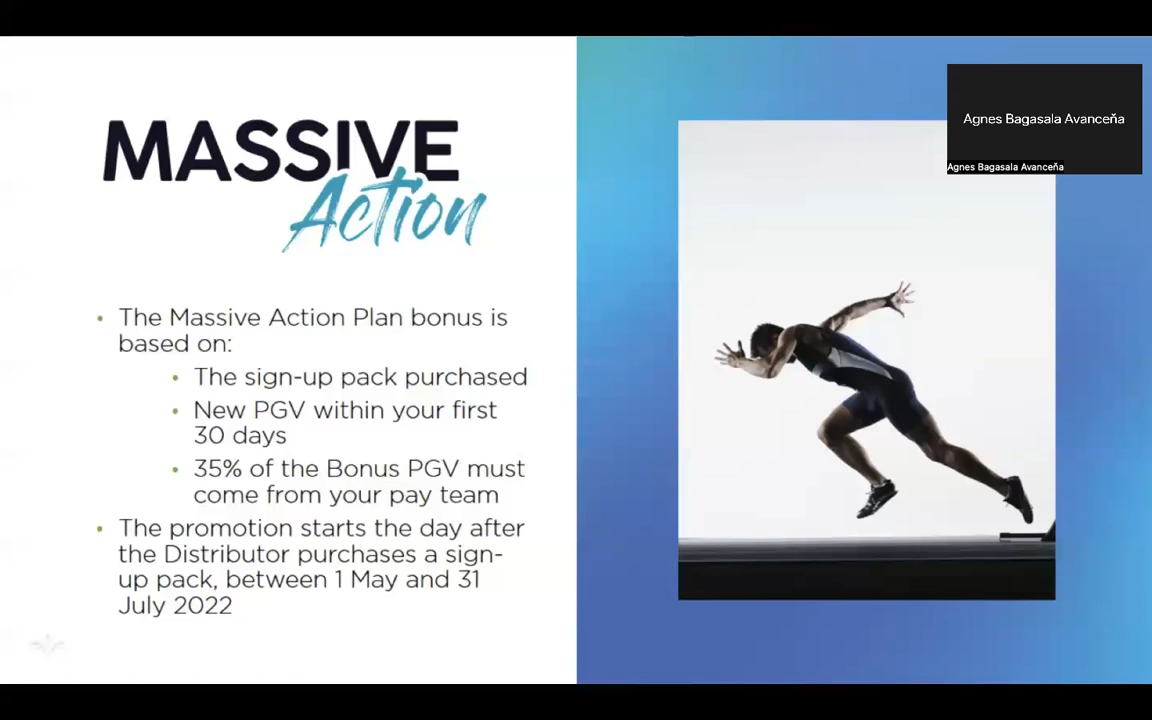 MASSIVE
Action
• The Massive Action Plan bonus is
based on:
• The sign-up pack purchased
• New PGV within your first
30 days
• 35% of the Bonus PGV must
come from your pay team
• The promotion starts the day after
the Distributor purchases a sign-
up pack, between 1 May and 31
July 2022
Agnes Bagasala Avanceňa
Agnes Bagasala Avanceňa